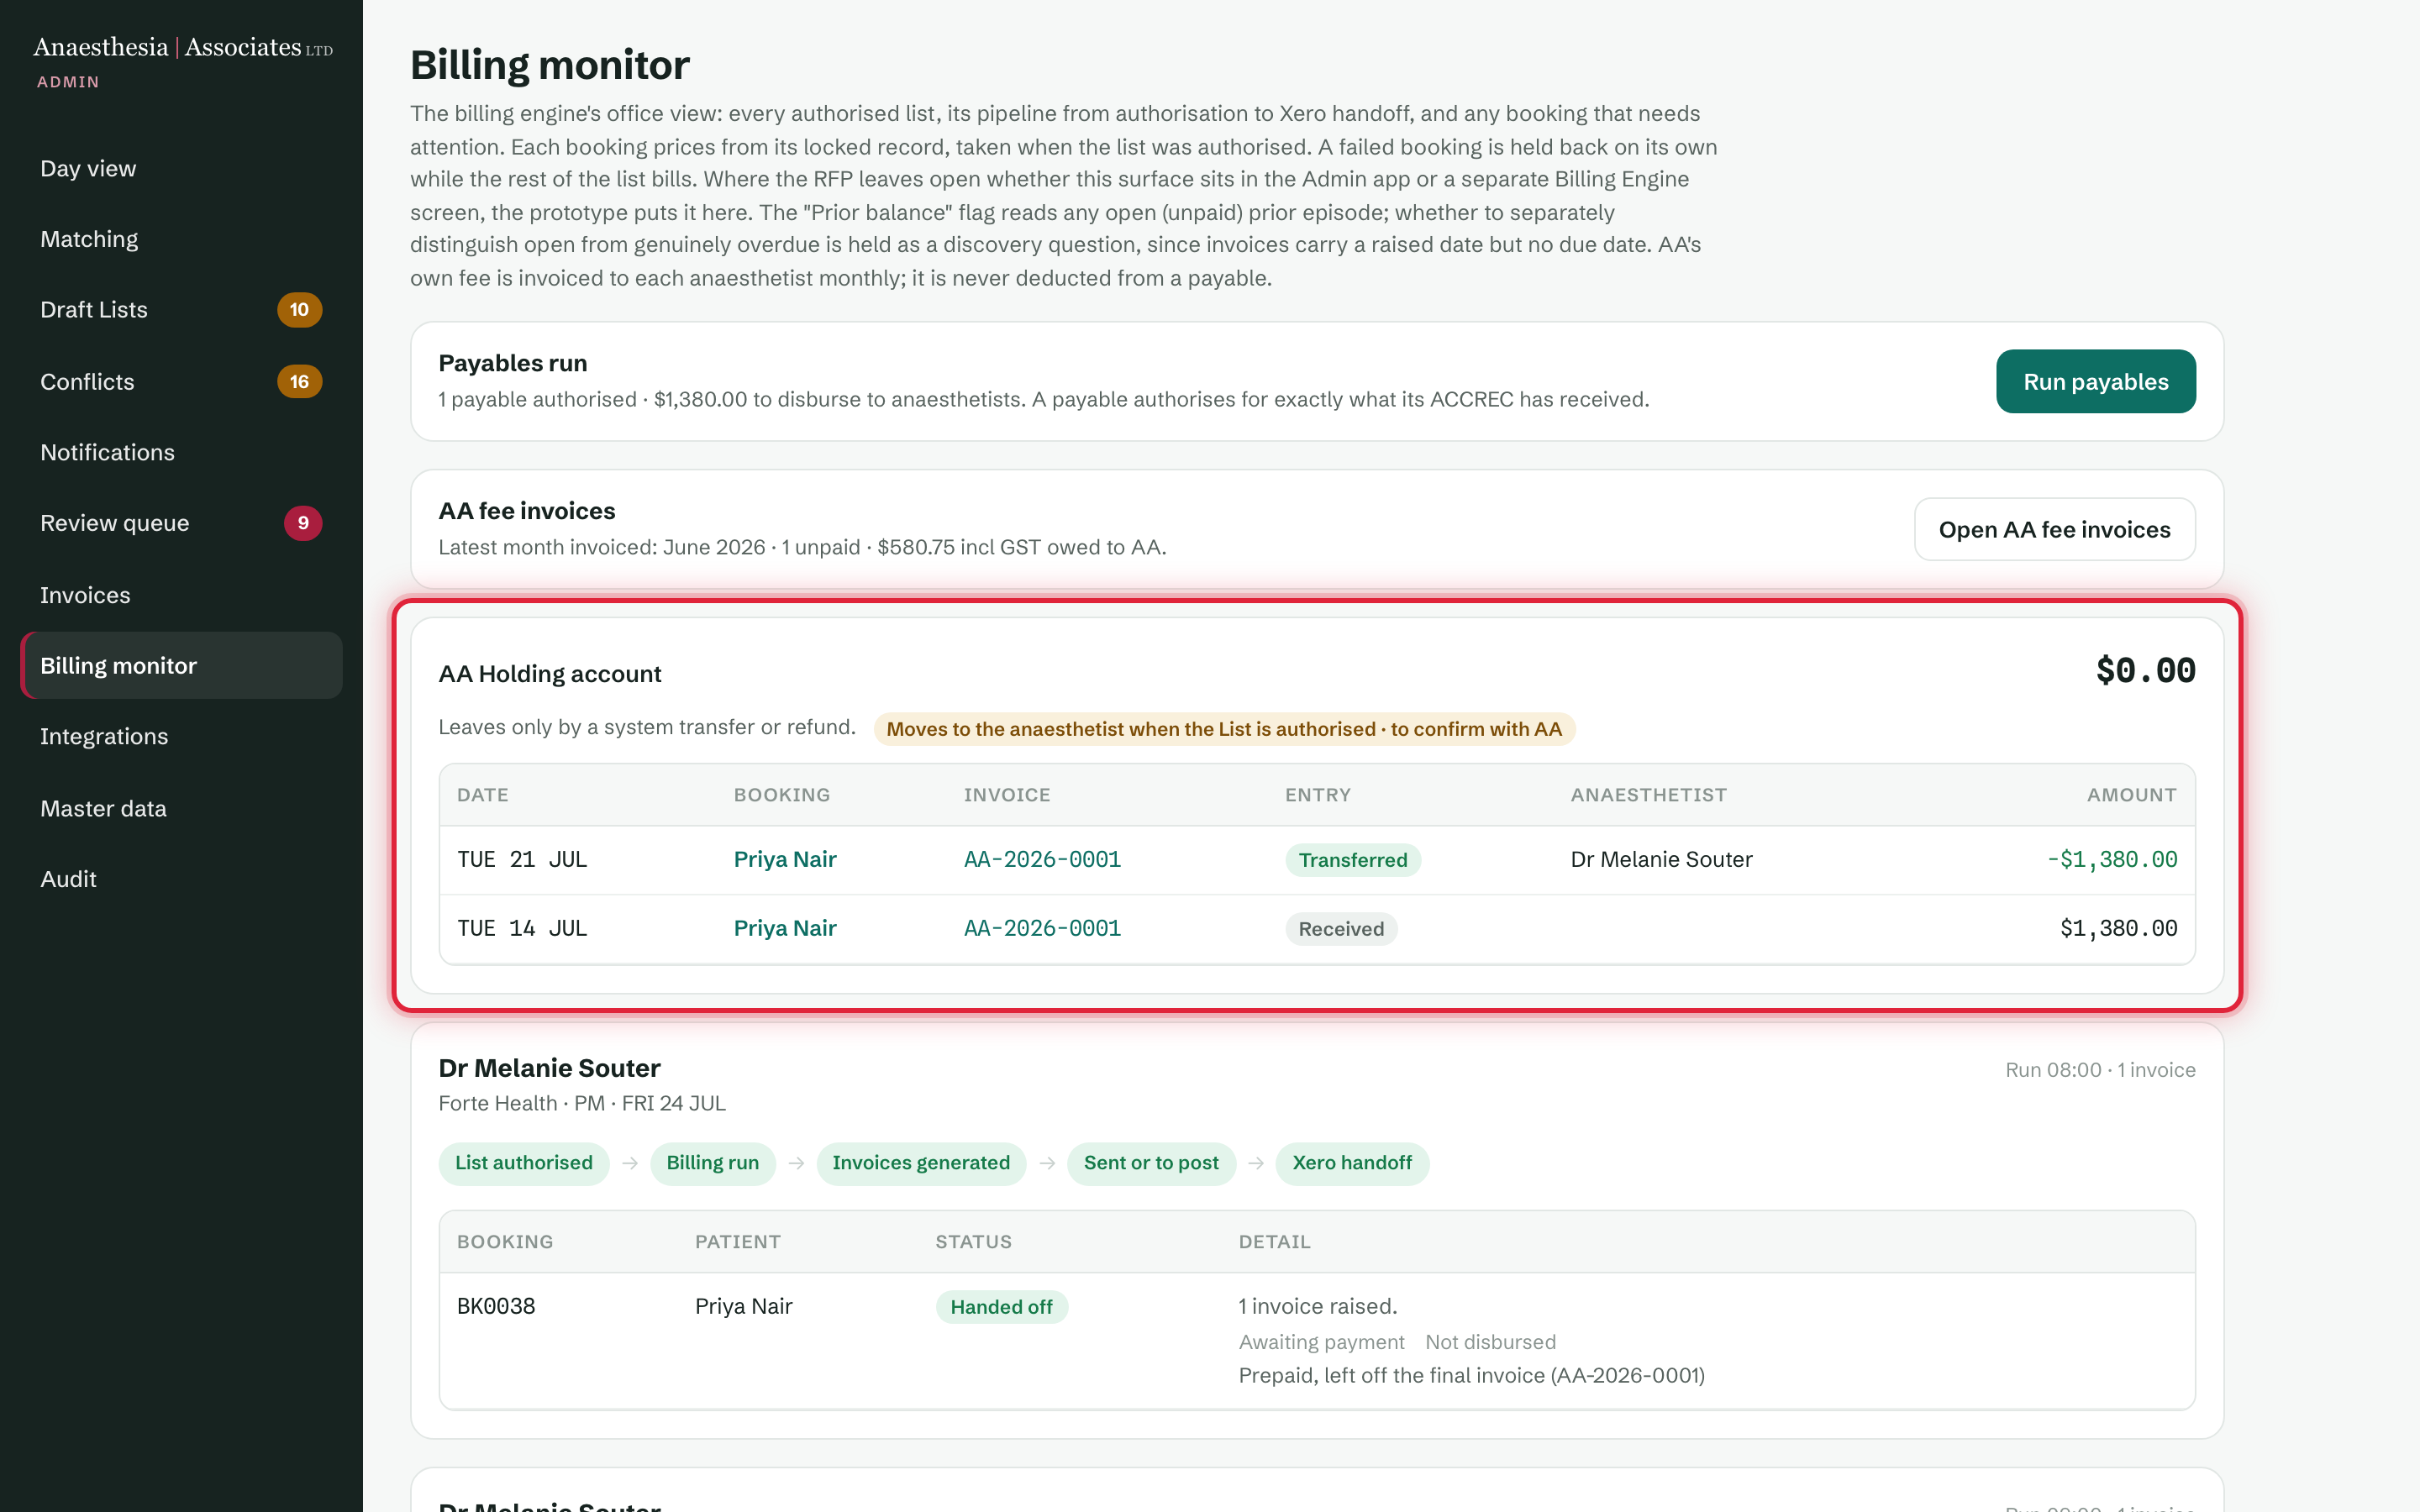 Anaesthesia | Associates LTD
ADMIN
Day view
Matching
Draft Lists 10
Conflicts 16
Notifications
Review queue 9
Invoices
Billing monitor
Integrations
Master data
Audit
Billing monitor
The billing engine's office view: every authorised list, its pipeline from authorisation to Xero handoff, and any booking that needs
attention. Each booking prices from its locked record, taken when the list was authorised. A failed booking is held back on its own
while the rest of the list bills. Where the RFP leaves open whether this surface sits in the Admin app or a separate Billing Engine
screen, the prototype puts it here. The "Prior balance" flag reads any open (unpaid) prior episode; whether to separately
distinguish open from genuinely overdue is held as a discovery question, since invoices carry a raised date but no due date. AA's
own fee is invoiced to each anaesthetist monthly; it is never deducted from a payable.
Payables run
1 payable authorised · $1,380.00 to disburse to anaesthetists. A payable authorises for exactly what its ACCREC has received.
Run payables
AA fee invoices
Latest month invoiced: June 2026 · 1 unpaid · $580.75 incl GST owed to AA.
Open AA fee invoices
AA Holding account $0.00
Leaves only by a system transfer or refund. Moves to the anaesthetist when the List is authorised · to confirm with AA
DATE BOOKING INVOICE ENTRY ANAESTHETIST AMOUNT
TUE 21 JUL Priya Nair AA-2026-0001 Transferred Dr Melanie Souter -$1,380.00
TUE 14 JUL Priya Nair AA-2026-0001 Received $1,380.00
Dr Melanie Souter Run 08:00 · 1 invoice
Forte Health · PM · FRI 24 JUL
List authorised → Billing run → Invoices generated → Sent or to post → Xero handoff
BOOKING PATIENT STATUS DETAIL
BK0038 Priya Nair Handed off 1 invoice raised.
Awaiting payment Not disbursed
Prepaid, left off the final invoice (AA-2026-0001)
Dr Melanie Souter Run 08:00 · 1 invoice